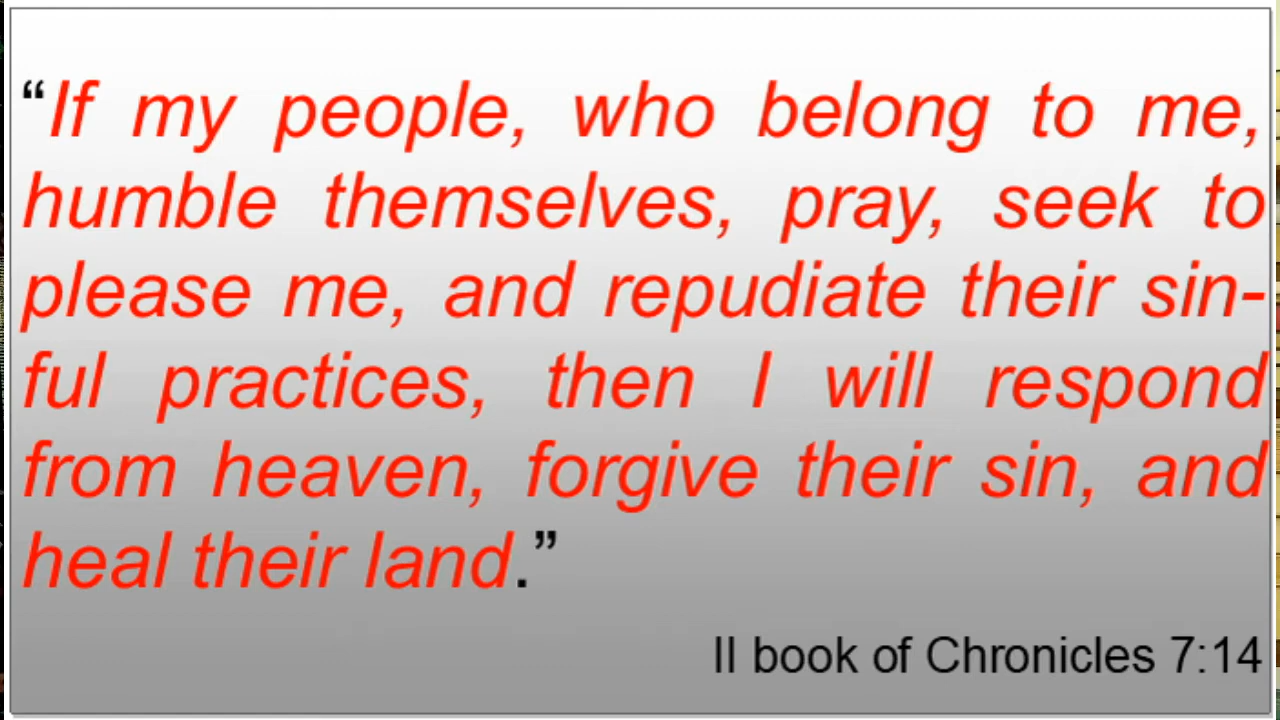 “If my people, who belong to me,
humble themselves, pray, seek to
please me, and repudiate their sin-
ful practices, then I will respond
from heaven, forgive their sin, and
heal their land.”
II book of Chronicles 7:14